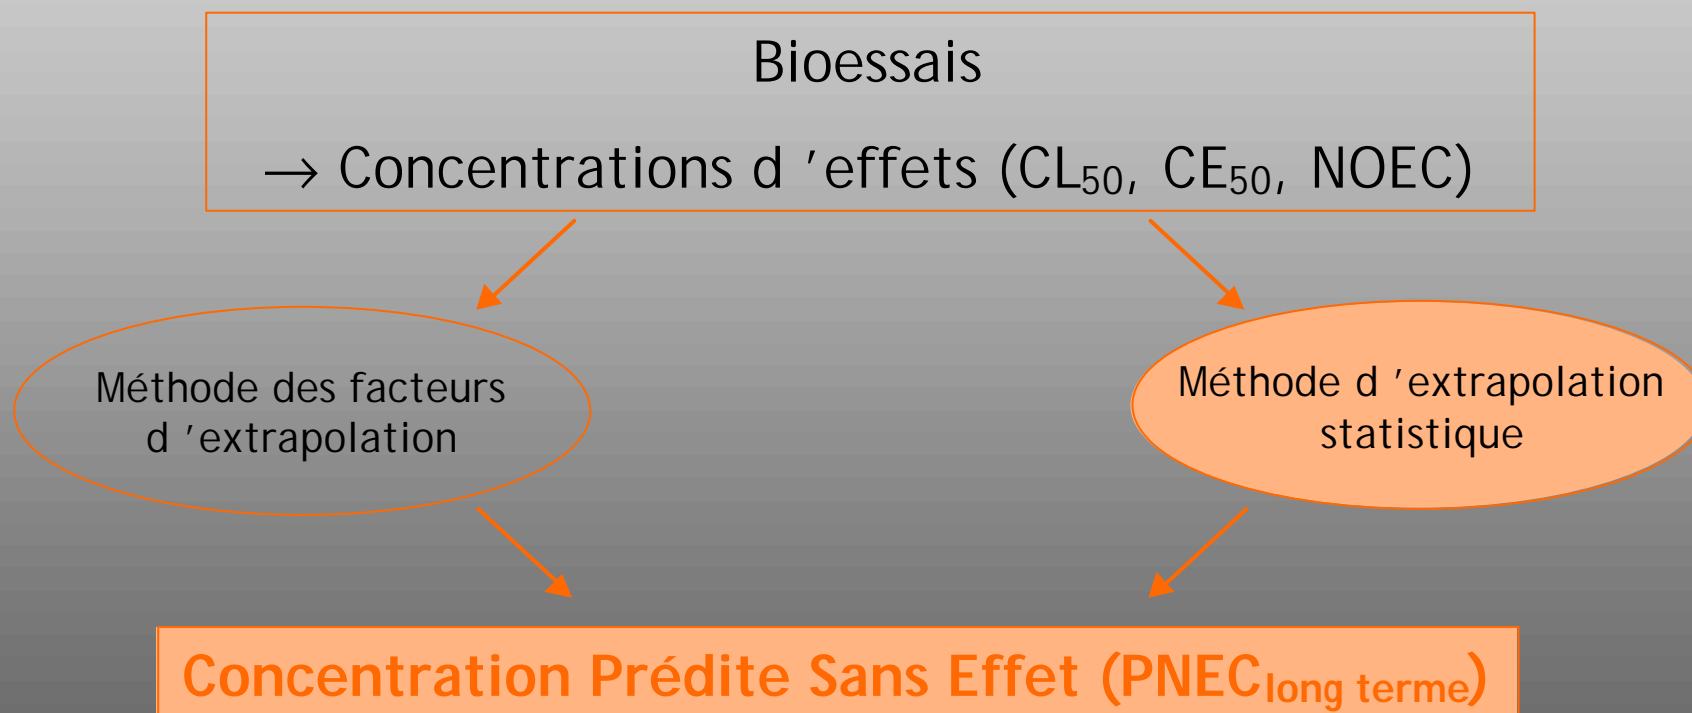 Bioessais
→ Concentrations d ’effets (CL50, CE50, NOEC)
Méthode des facteurs
d ’extrapolation
Méthode d ’extrapolation
statistique
Concentration Prédite Sans Effet (PNEClong terme)